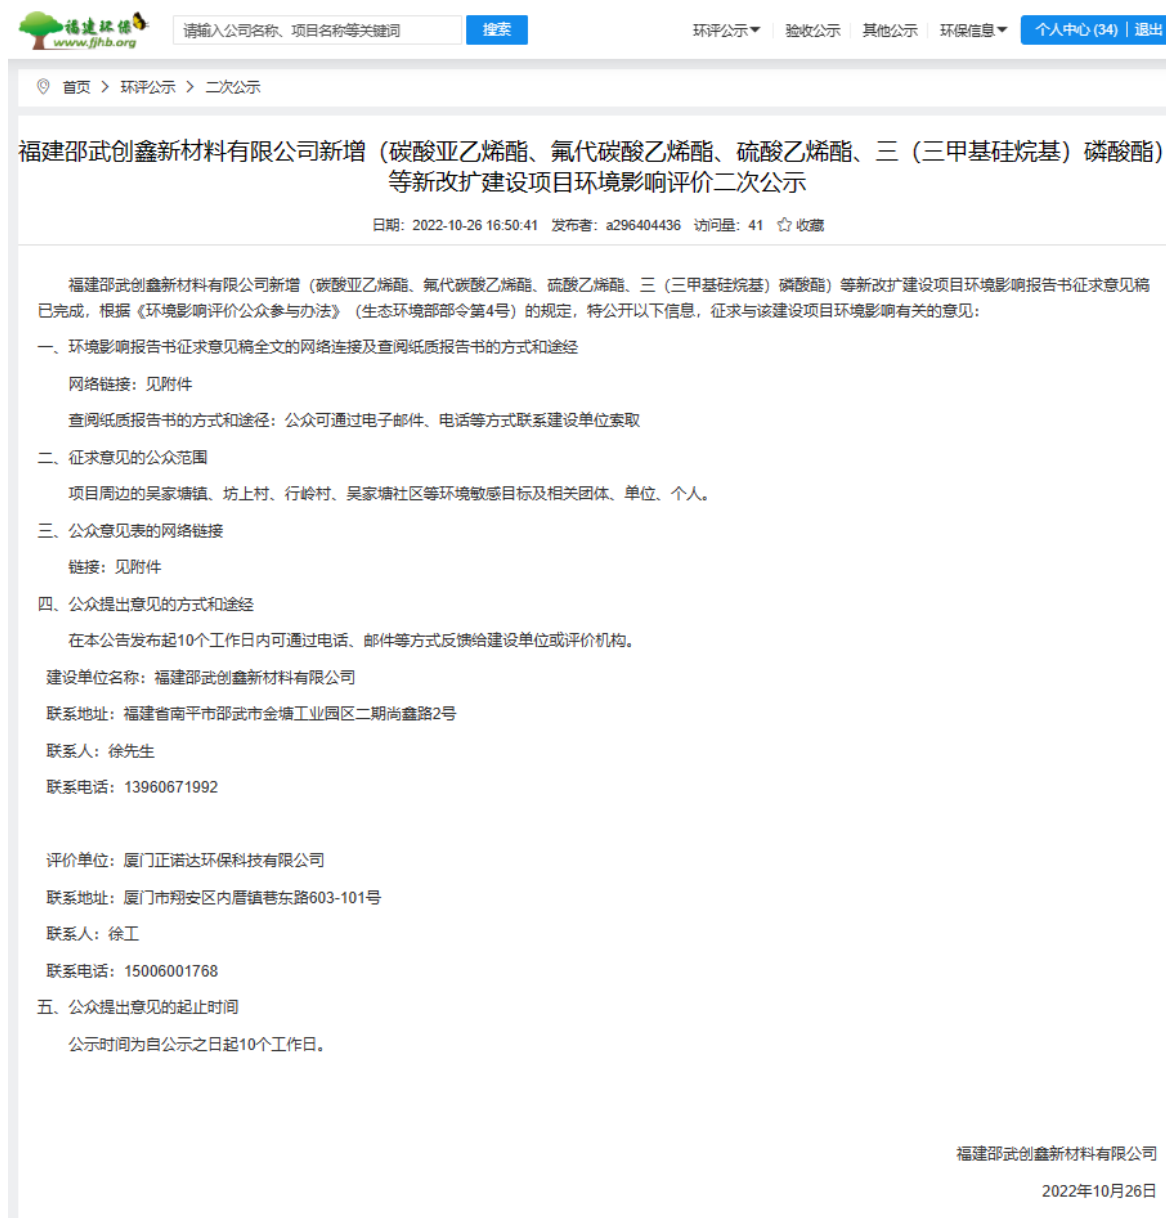 福建环保
www.fjhb.org
请输入公司名称、项目名称等关键词
搜索
环评公示 验收公示 其他公示 环保信息 个人中心 (34) 退出
首页 > 环评公示 > 二次公示
福建邵武创鑫新材料有限公司新增（碳酸亚乙烯酯、氟代碳酸乙烯酯、硫酸乙烯酯、三（三甲基硅烷基）磷酸酯）
等新改扩建设项目环境影响评价二次公示
日期：2022-10-26 16:50:41 发布者：a296404436 访问量：41 ☆ 收藏
福建邵武创鑫新材料有限公司新增（碳酸亚乙烯酯、氟代碳酸乙烯酯、硫酸乙烯酯、三（三甲基硅烷基）磷酸酯）等新改扩建设项目环境影响报告书征求意见稿
已完成，根据《环境影响评价公众参与办法》（生态环境部部令第4号）的规定，特公开以下信息，征求与该建设项目环境影响有关的意见：
一、环境影响报告书征求意见稿全文的网络连接及查阅纸质报告书的方式和途经
网络链接：见附件
查阅纸质报告书的方式和途径：公众可通过电子邮件、电话等方式联系建设单位索取
二、征求意见的公众范围
项目周边的吴家塘镇、坊上村、行岭村、吴家塘社区等环境敏感目标及相关团体、单位、个人。
三、公众意见表的网络链接
链接：见附件
四、公众提出意见的方式和途经
在本公告发布起10个工作日内可通过电话、邮件等方式反馈给建设单位或评价机构。
建设单位名称：福建邵武创鑫新材料有限公司
联系地址：福建省南平市邵武市金塘工业园区二期尚鑫路2号
联系人：徐先生
联系电话：13960671992
评价单位：厦门正诺达环保科技有限公司
联系地址：厦门市翔安区内厝镇巷东路603-101号
联系人：徐工
联系电话：15006001768
五、公众提出意见的起止时间
公示时间为自公示之日起10个工作日。
福建邵武创鑫新材料有限公司
2022年10月26日